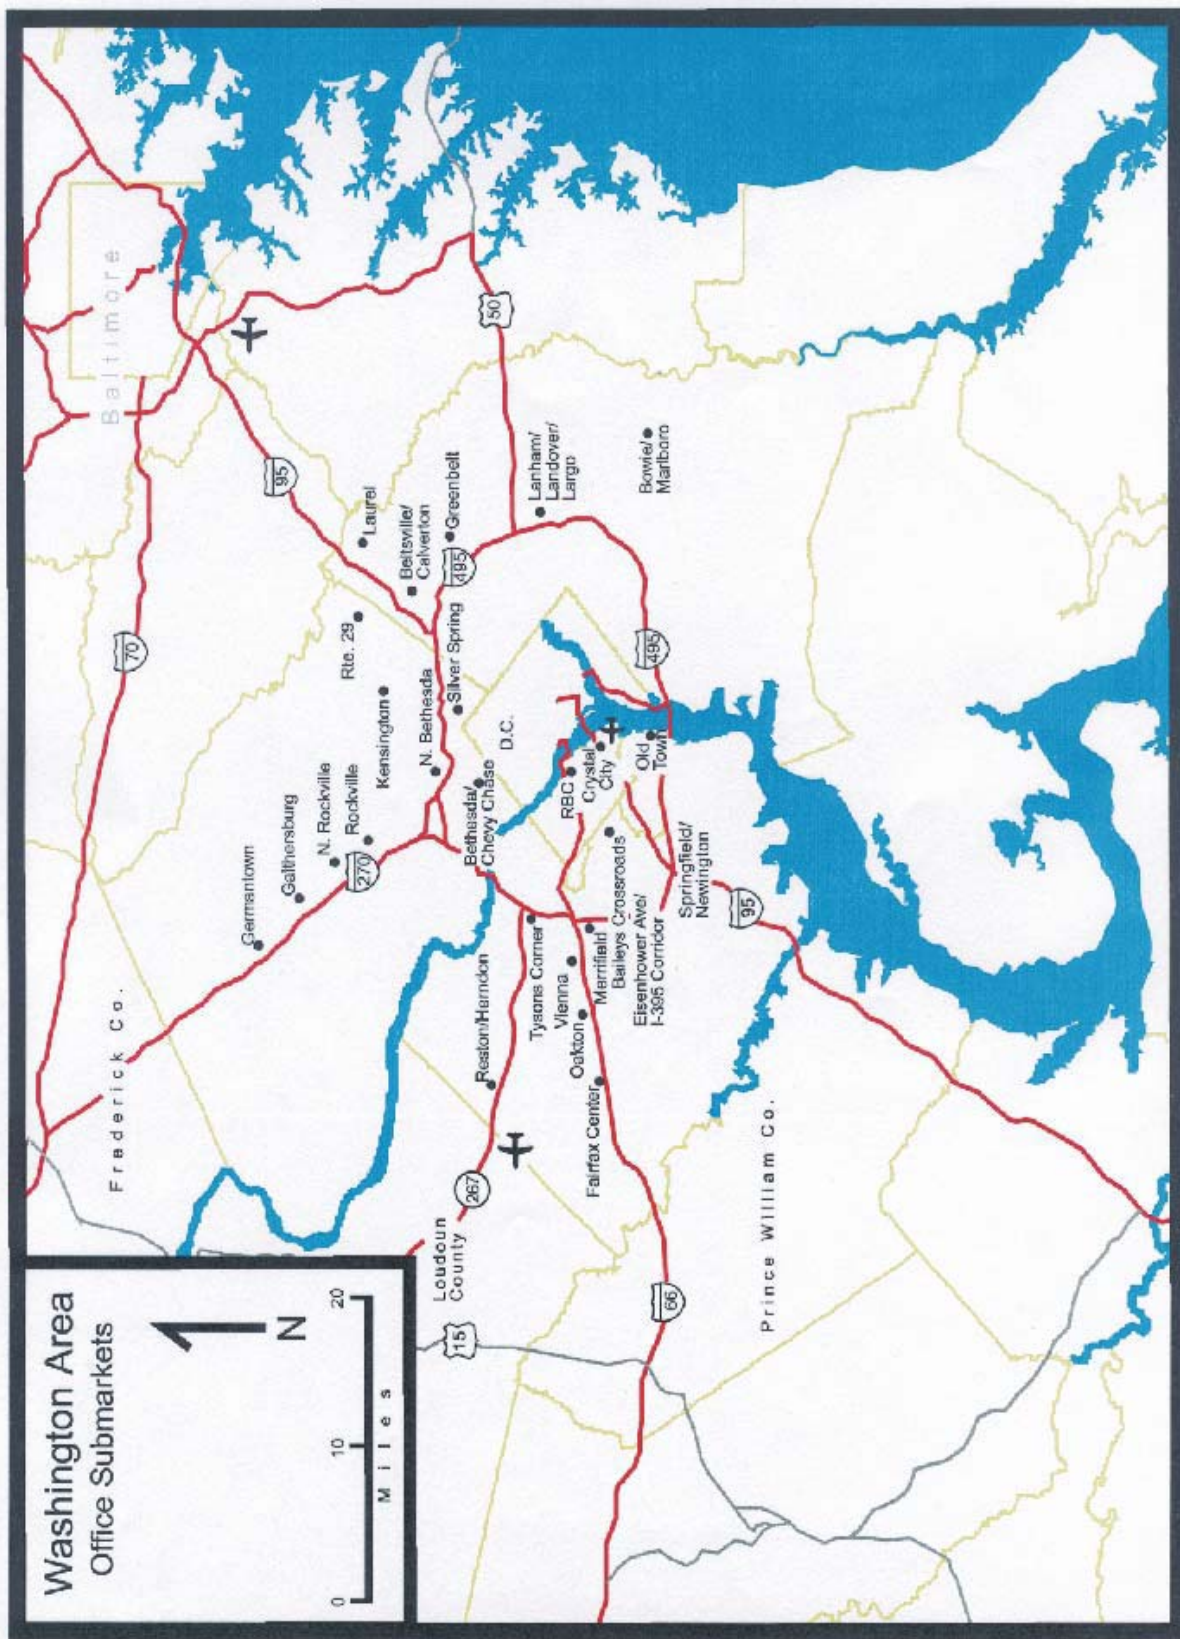 Washington Area
Office Submarkets
N
0
10
20
Miles
Baltimore
Frederick Co.
70
95
Germantown
Gaithersburg
N. Rockville
Rockville
270
Rte. 29
Kensington
Laurel
Beltsville/
Calverton
Greenbelt
495
N. Bethesda
Silver Spring
Bethesda/
Chevy Chase
D.C.
50
Lanham/
Landover/
Largo
Bowie/
Marlboro
495
Loudoun
County
15
267
Reston/Herndon
Tysons Corner
Vienna
Oakton
Fairfax Center
Merrifield
Baileys Crossroads
Eisenhower Ave/
I-395 Corridor
RBC
Crystal
City
Old
Town
Springfield/
Newington
95
66
Prince William Co.